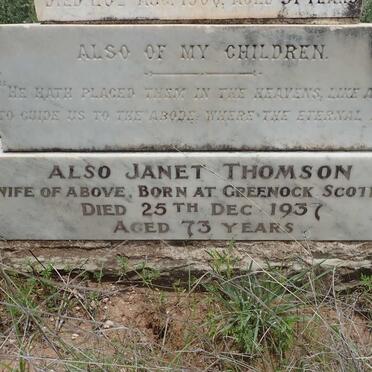 ALSO OF MY CHILDREN.
"HE HATH PLACED THEM IN THE HEAVENS, LIKE A
TO GUIDE US TO THE ABODE WHERE THE ETERNAL
ALSO JANET THOMSON
WIFE OF ABOVE, BORN AT GREENOCK SCOT
DIED 25TH DEC 1937
AGED 73 YEARS